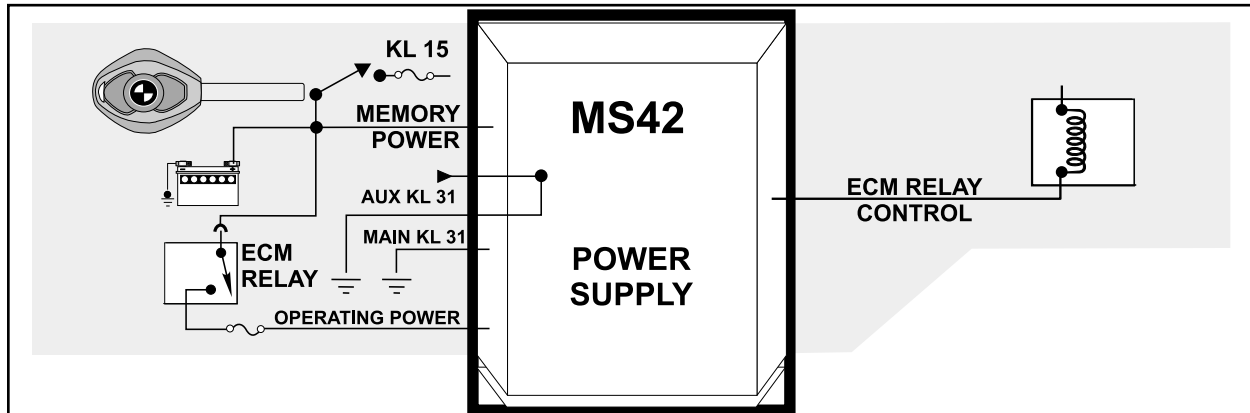 KL 15
MEMORY
POWER
MS42
AUX KL 31
MAIN KL 31
ECM
RELAY
OPERATING POWER
POWER
SUPPLY
ECM RELAY
CONTROL